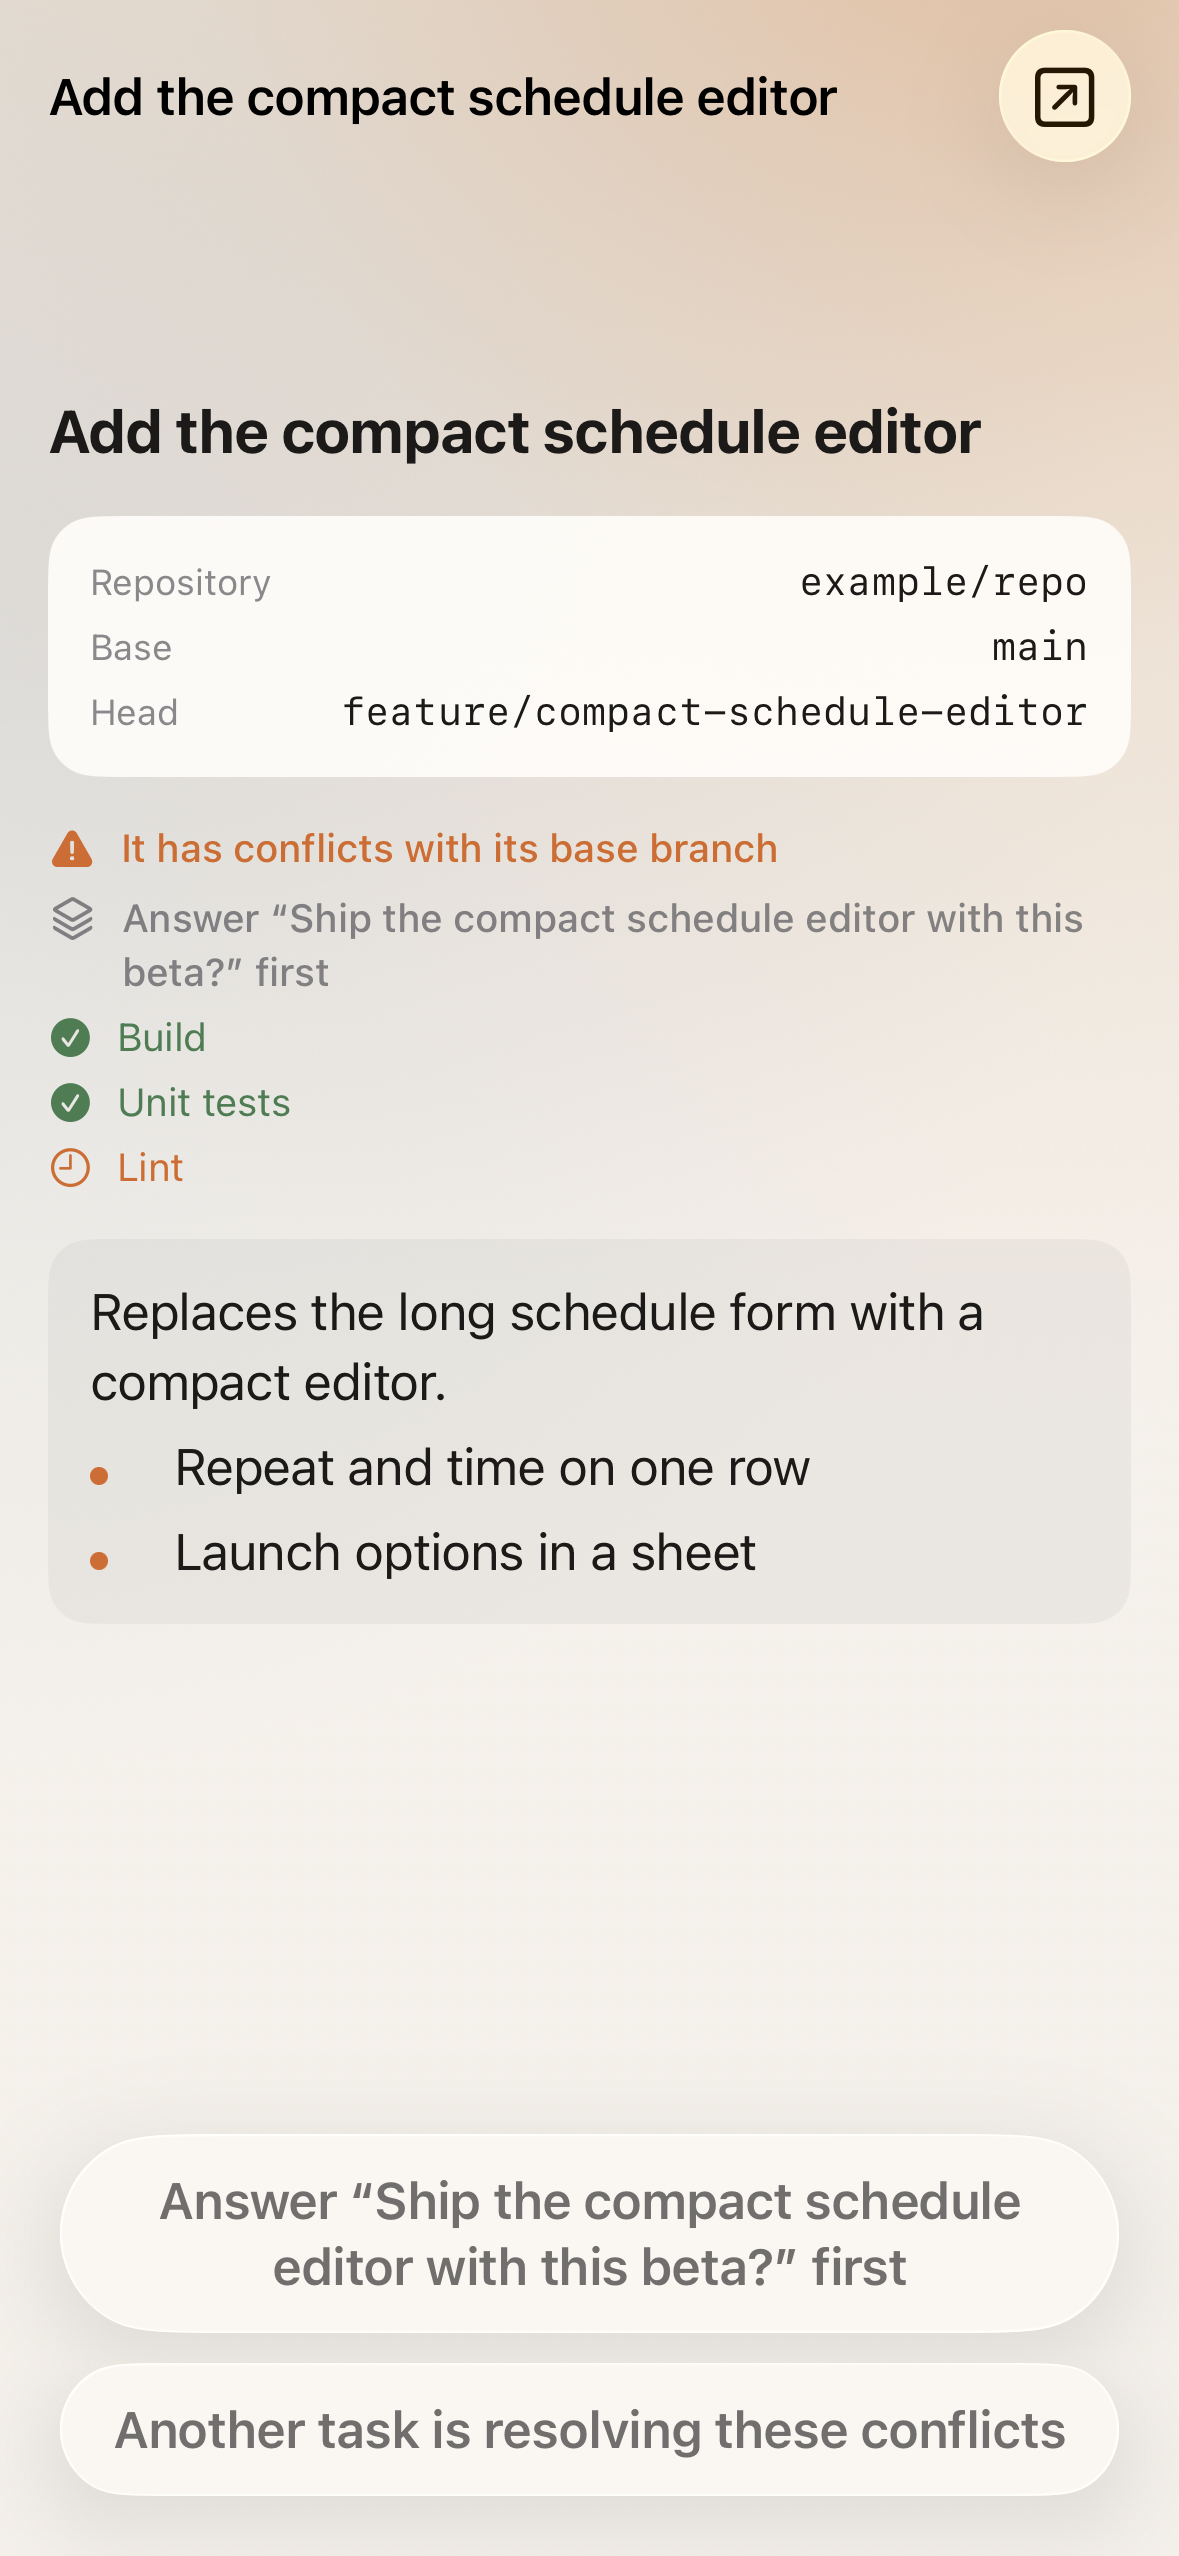 Add the compact schedule editor
Add the compact schedule editor
Repository example/repo
Base main
Head feature/compact-schedule-editor
It has conflicts with its base branch
Answer “Ship the compact schedule editor with this
beta?” first
Build
Unit tests
Lint
Replaces the long schedule form with a
compact editor.
• Repeat and time on one row
• Launch options in a sheet
Answer “Ship the compact schedule
editor with this beta?” first
Another task is resolving these conflicts